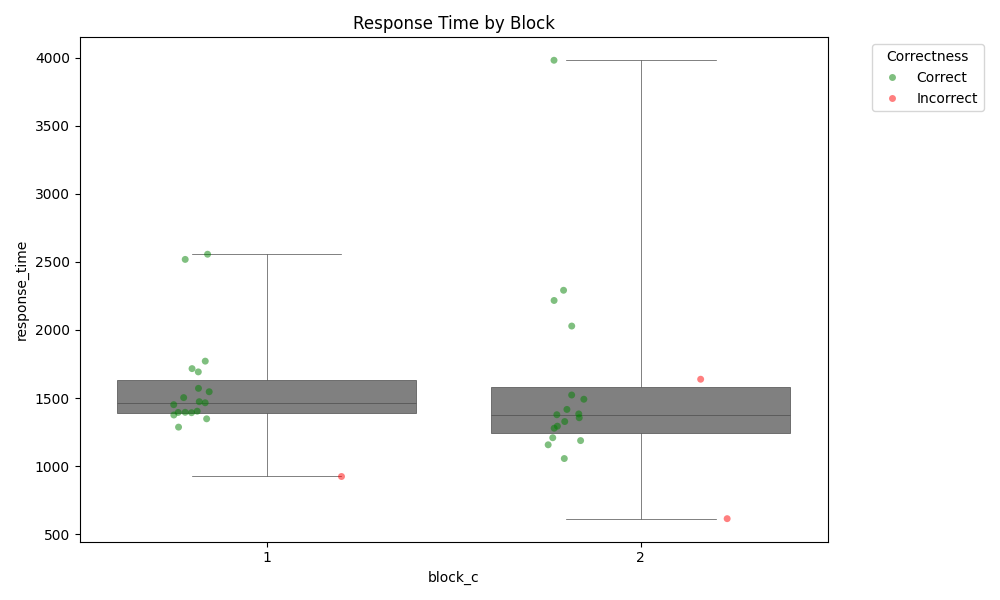 Response Time by Block
Correctness
Correct
Incorrect
response_time
4000
3500
3000
2500
2000
1500
1000
500
1
2
block_c